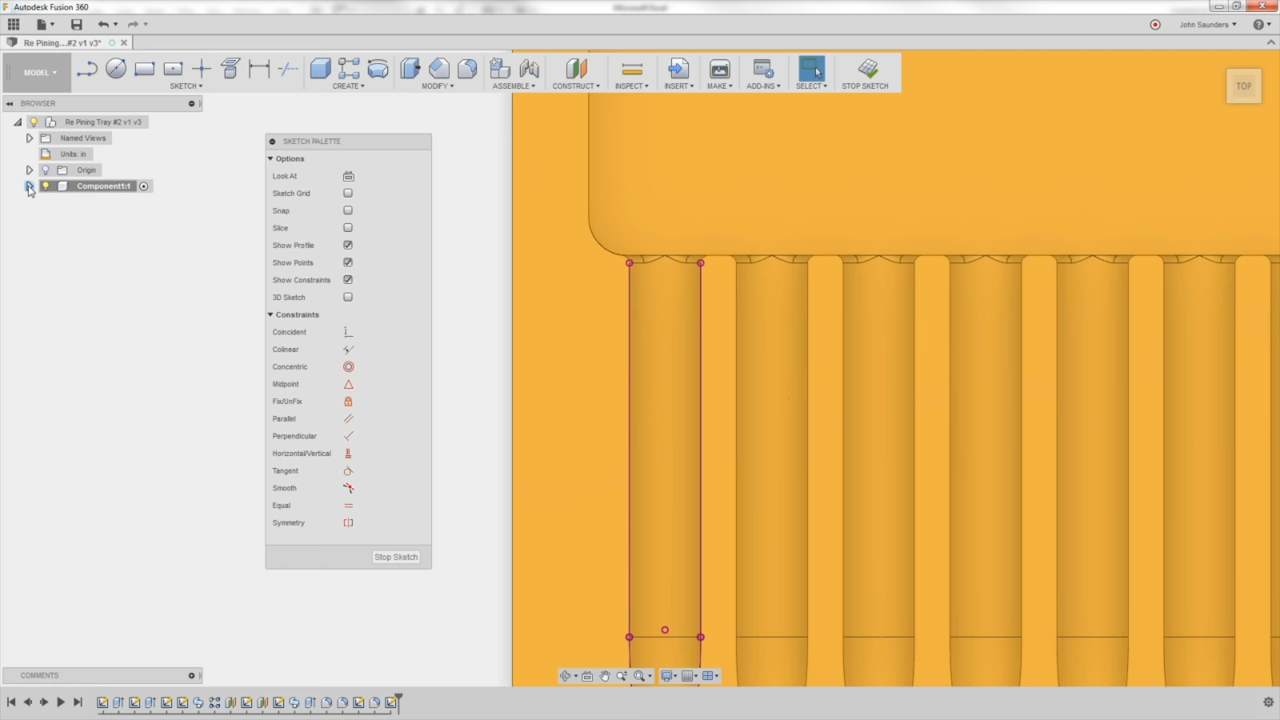 Autodesk Fusion 360
Microsoft Excel
John Saunders
Re Pining...#2 v1 v3*
MODEL
SKETCH
CREATE
MODIFY
ASSEMBLE
CONSTRUCT
INSPECT
INSERT
MAKE
ADD-INS
SELECT
STOP SKETCH
TOP
BROWSER
Re Pining Tray #2 v1 v3
Named Views
Units: in
Origin
Component1:1
SKETCH PALETTE
Options
Look At
Sketch Grid
Snap
Slice
Show Profile
Show Points
Show Constraints
3D Sketch
Constraints
Coincident
Colinear
Concentric
Midpoint
Fix/UnFix
Parallel
Perpendicular
Horizontal/Vertical
Tangent
Smooth
Equal
Symmetry
Stop Sketch
COMMENTS